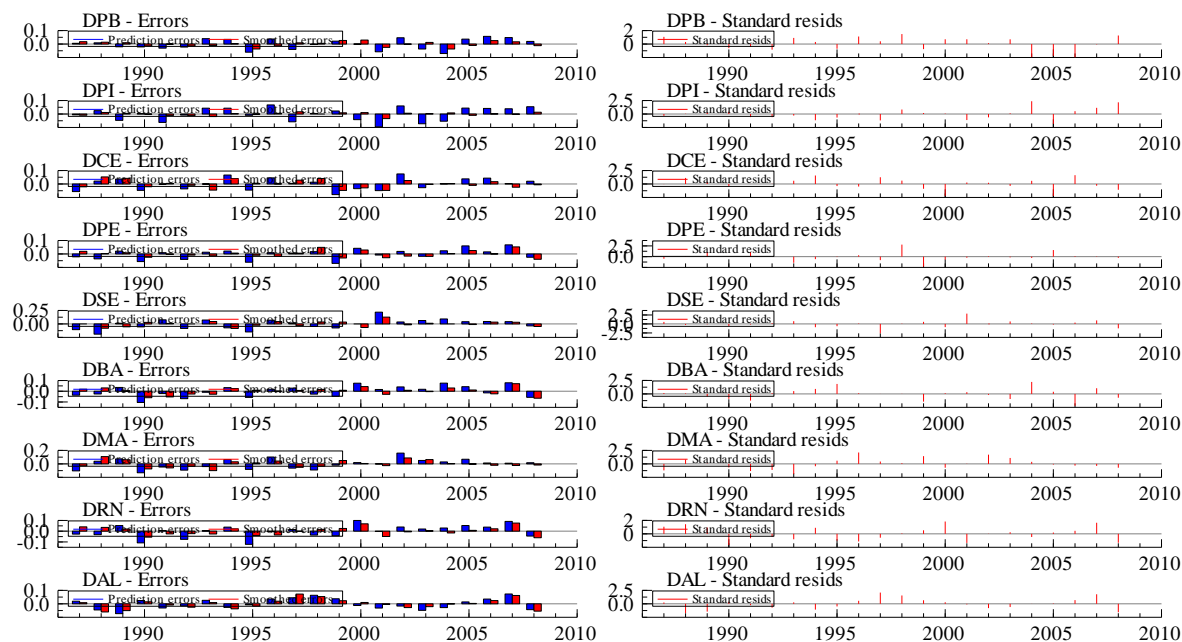 DPB - Errors
DPB - Standard resids
0.1
0.0
Prediction errors
Smoothed errors
2
0
Standard resids
1990 1995 2000 2005 2010
1990 1995 2000 2005 2010
DPI - Errors
DPI - Standard resids
0.1
0.0
Prediction errors
Smoothed errors
2.5
0.0
Standard resids
1990 1995 2000 2005 2010
1990 1995 2000 2005 2010
DCE - Errors
DCE - Standard resids
0.1
0.0
Prediction errors
Smoothed errors
2.5
0.0
Standard resids
1990 1995 2000 2005 2010
1990 1995 2000 2005 2010
DPE - Errors
DPE - Standard resids
0.1
0.0
Prediction errors
Smoothed errors
2.5
0.0
Standard resids
1990 1995 2000 2005 2010
1990 1995 2000 2005 2010
DSE - Errors
DSE - Standard resids
0.25
0.00
Prediction errors
Smoothed errors
2.5
0.0
-2.5
Standard resids
1990 1995 2000 2005 2010
1990 1995 2000 2005 2010
DBA - Errors
DBA - Standard resids
0.1
0.0
-0.1
Prediction errors
Smoothed errors
2.5
0.0
Standard resids
1990 1995 2000 2005 2010
1990 1995 2000 2005 2010
DMA - Errors
DMA - Standard resids
0.2
0.0
Prediction errors
Smoothed errors
2.5
0.0
Standard resids
1990 1995 2000 2005 2010
1990 1995 2000 2005 2010
DRN - Errors
DRN - Standard resids
0.1
0.0
-0.1
Prediction errors
Smoothed errors
2
0
Standard resids
1990 1995 2000 2005 2010
1990 1995 2000 2005 2010
DAL - Errors
DAL - Standard resids
0.1
0.0
Prediction errors
Smoothed errors
2.5
0.0
Standard resids
1990 1995 2000 2005 2010
1990 1995 2000 2005 2010